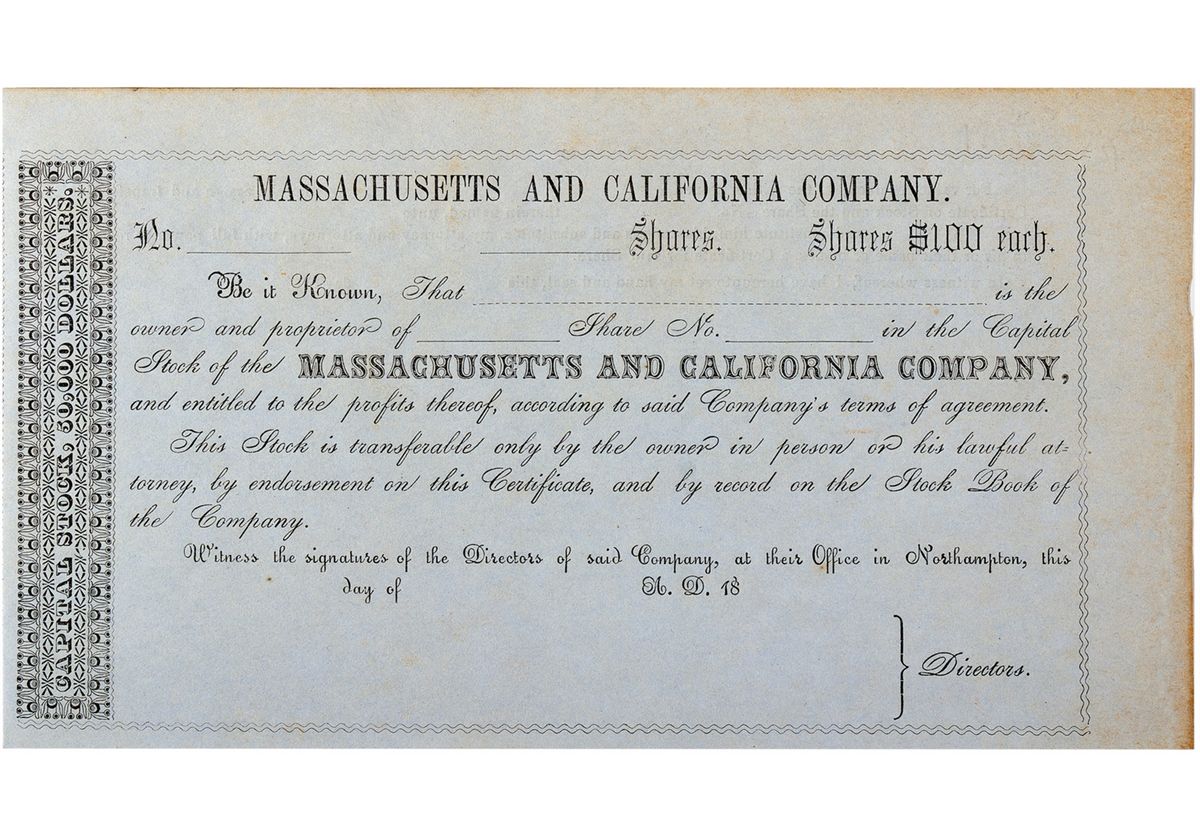 MASSACHUSETTS AND CALIFORNIA COMPANY.
No. Shares. Shares $100 each.
Be it Known, That is the
owner and proprietor of Share No. in the Capital
Stock of the MASSACHUSETTS AND CALIFORNIA COMPANY,
and entitled to the profits thereof, according to said Company's terms of agreement.
This Stock is transferable only by the owner in person or his lawful at-
torney, by endorsement on this Certificate, and by record on the Stock Book of
the Company.
Witness the signatures of the Directors of said Company, at their Office in Northampton, this
day of A. D. 18
Directors.
CAPITAL STOCK, 50,000 DOLLARS.